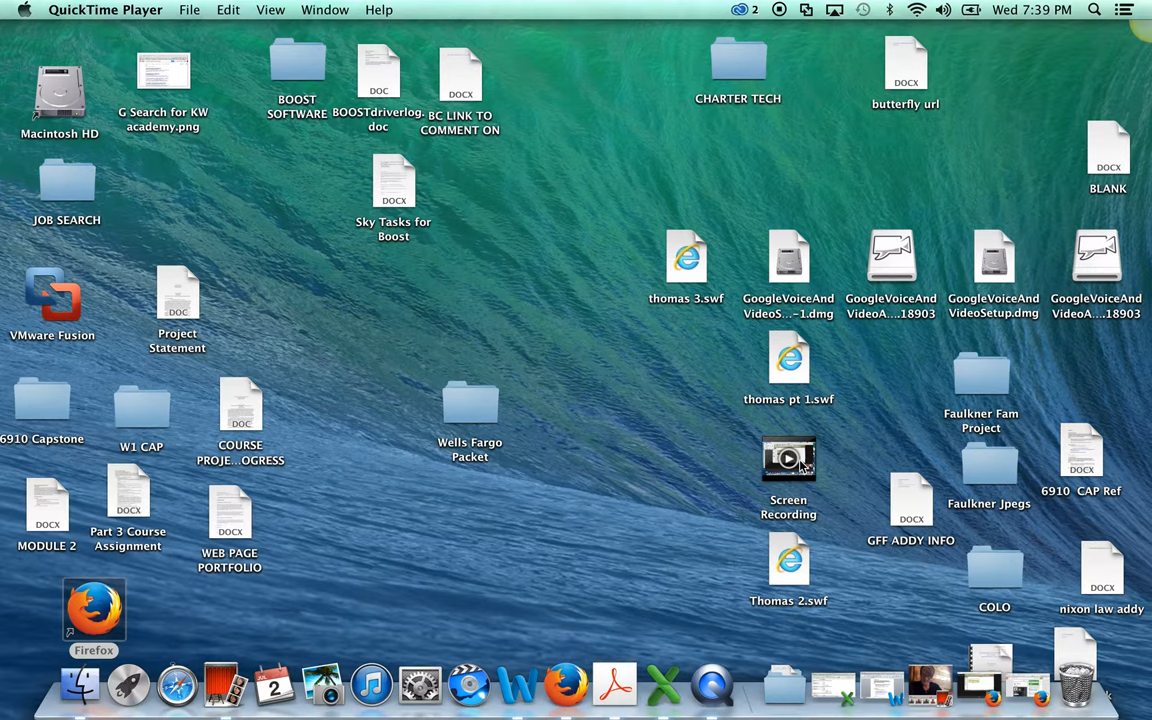 QuickTime Player File Edit View Window Help 2 Wed 7:39 PM
Macintosh HD
G Search for KW
academy.png
BOOST
SOFTWARE
DOC
BOOSTdriverlog.
doc
DOCX
BC LINK TO
COMMENT ON
CHARTER TECH
DOCX
butterfly url
DOCX
BLANK
JOB SEARCH
DOCX
Sky Tasks for
Boost
thomas 3.swf
GoogleVoiceAnd
VideoS...-1.dmg
GoogleVoiceAnd
VideoA....18903
GoogleVoiceAnd
VideoSetup.dmg
GoogleVoiceAnd
VideoA....18903
VMware Fusion
DOC
Project
Statement
thomas pt 1.swf
Faulkner Fam
Project
6910 Capstone
W1 CAP
DOC
COURSE
PROJE...OGRESS
Wells Fargo
Packet
Screen
Recording
Faulkner Jpegs
DOCX
6910 CAP Ref
DOCX
MODULE 2
Part 3 Course
Assignment
DOCX
WEB PAGE
PORTFOLIO
DOCX
GFF ADDY INFO
Thomas 2.swf
COLO
DOCX
nixon law addy
DOCX
Firefox
2